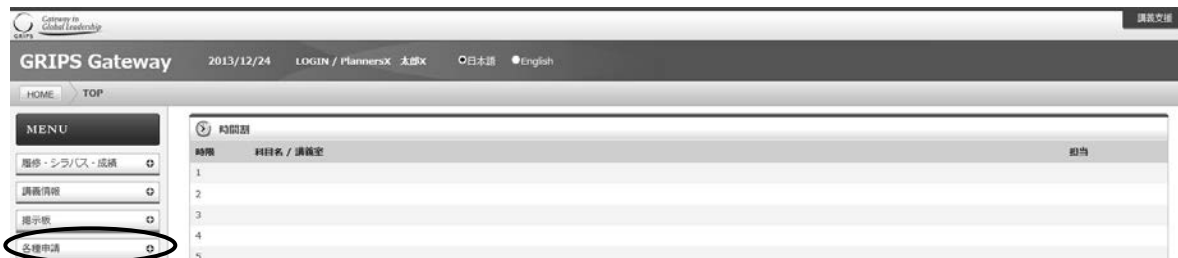 Gateway to
Global Leadership
GRIPS
講義支援
GRIPS Gateway 2013/12/24 LOGIN / PlannersX 太郎X 日本語 English
HOME TOP
MENU
時間割
時限 科目名 / 講義室 担当
履修・シラバス・成績
1
講義情報
2
掲示板
3
各種申請
4
5